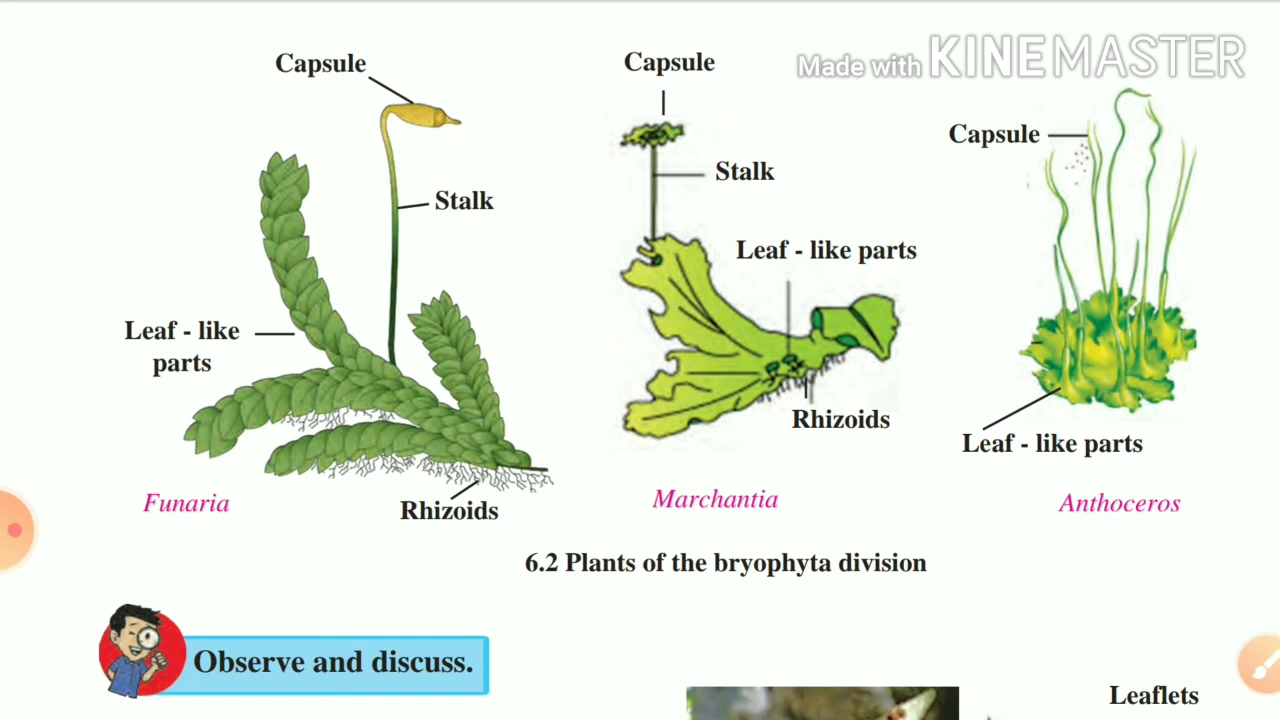 Made with KINEMASTER
Capsule
Stalk
Leaf - like
parts
Rhizoids
Funaria
Capsule
Stalk
Leaf - like parts
Rhizoids
Marchantia
Capsule
Leaf - like parts
Anthoceros
6.2 Plants of the bryophyta division
Observe and discuss.
Leaflets